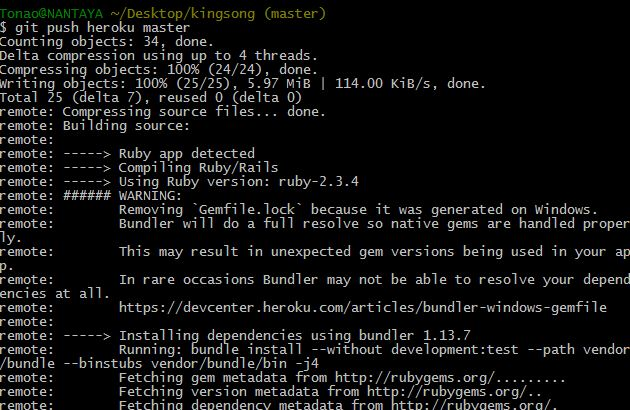 Tonao@NANTAYA ~/Desktop/kingsong (master)
$ git push heroku master
Counting objects: 34, done.
Delta compression using up to 4 threads.
Compressing objects: 100% (24/24), done.
Writing objects: 100% (25/25), 5.97 MiB | 114.00 KiB/s, done.
Total 25 (delta 7), reused 0 (delta 0)
remote: Compressing source files... done.
remote: Building source:
remote:
remote: -----> Ruby app detected
remote: -----> Compiling Ruby/Rails
remote: -----> Using Ruby version: ruby-2.3.4
remote: ###### WARNING:
remote:        Removing `Gemfile.lock` because it was generated on Windows.
remote:        Bundler will do a full resolve so native gems are handled proper
ly.
remote:        This may result in unexpected gem versions being used in your ap
p.
remote:        In rare occasions Bundler may not be able to resolve your depend
encies at all.
remote:        https://devcenter.heroku.com/articles/bundler-windows-gemfile
remote:
remote: -----> Installing dependencies using bundler 1.13.7
remote:        Running: bundle install --without development:test --path vendor
/bundle --binstubs vendor/bundle/bin -j4
remote:        Fetching gem metadata from http://rubygems.org/.........
remote:        Fetching version metadata from http://rubygems.org/..
remote:        Fetching dependency metadata from http://rubygems.org/.